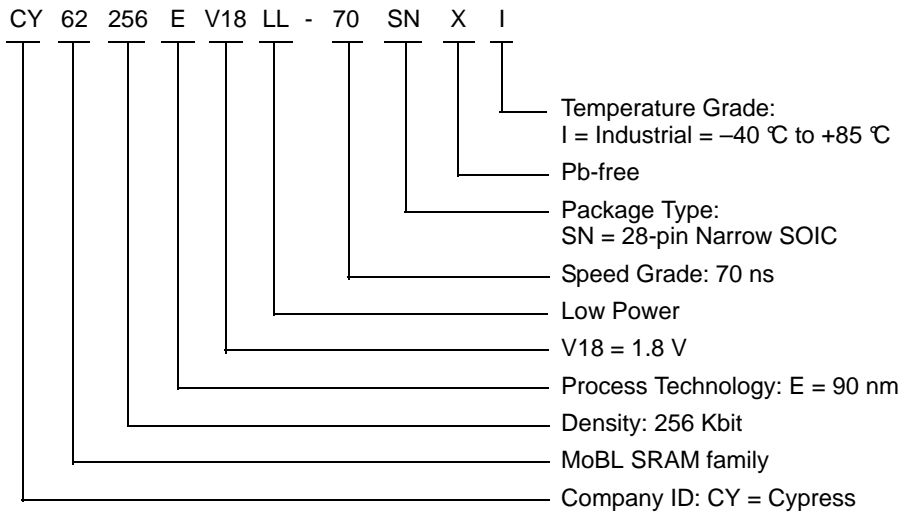 CY 62 256 E V18 LL - 70 SN X I
Temperature Grade:
I = Industrial = –40 °C to +85 °C
Pb-free
Package Type:
SN = 28-pin Narrow SOIC
Speed Grade: 70 ns
Low Power
V18 = 1.8 V
Process Technology: E = 90 nm
Density: 256 Kbit
MoBL SRAM family
Company ID: CY = Cypress